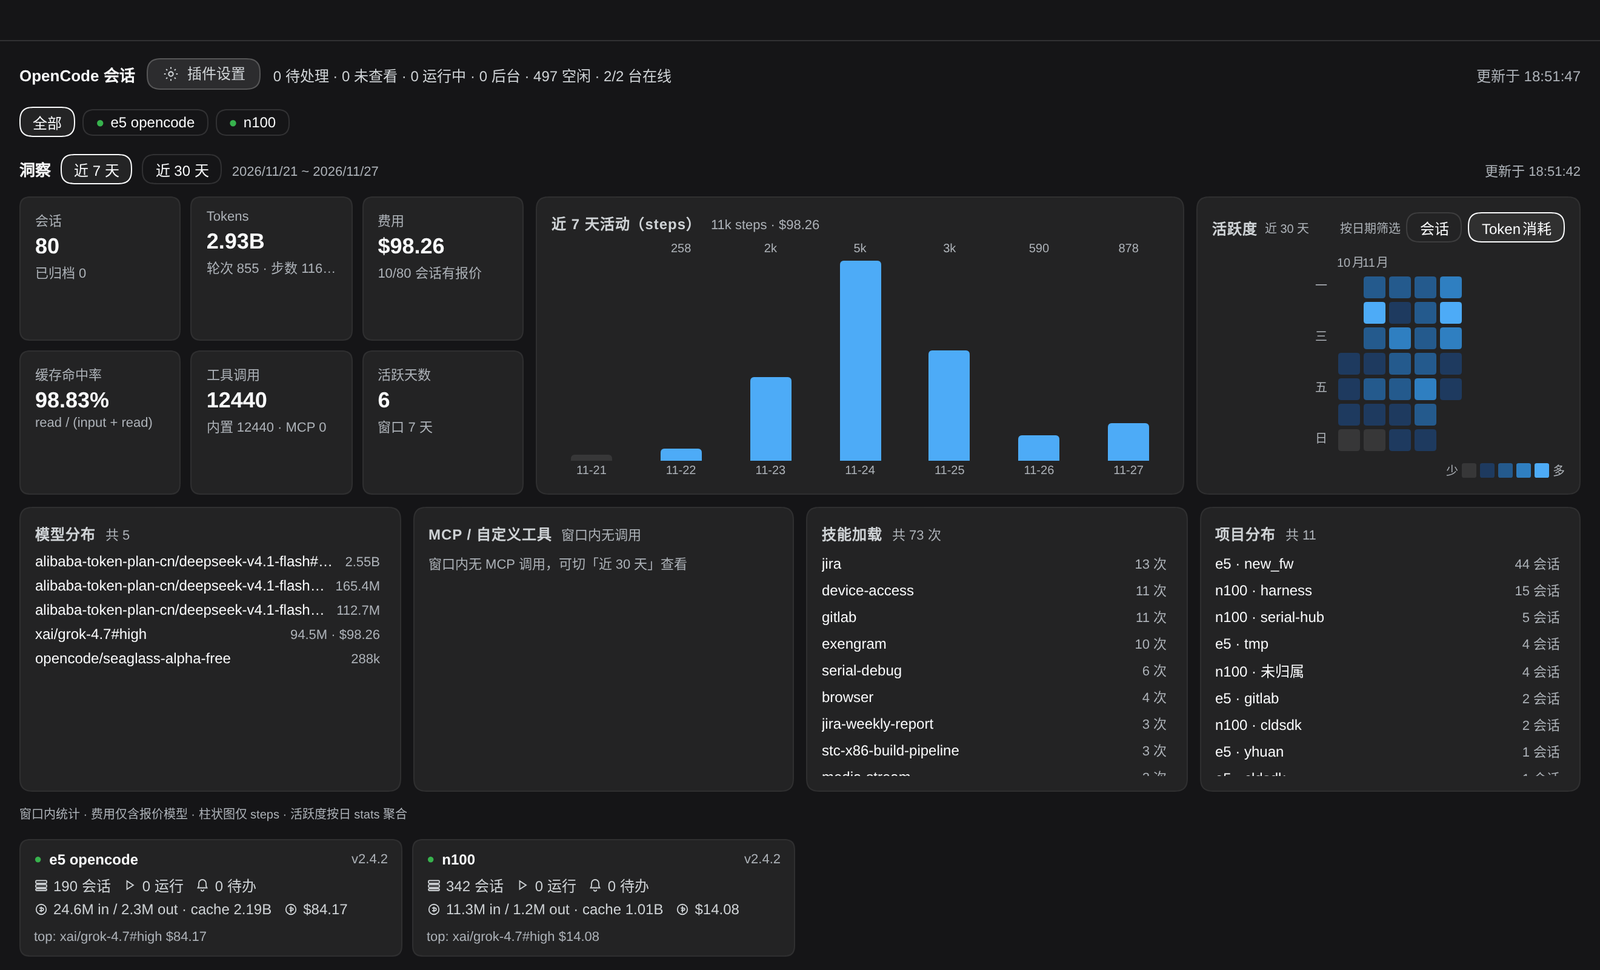 OpenCode 会话 插件设置 0 待处理 · 0 未查看 · 0 运行中 · 0 后台 · 497 空闲 · 2/2 台在线 更新于 18:51:47
全部 e5 opencode n100
洞察 近 7 天 近 30 天 2026/11/21 ~ 2026/11/27 更新于 18:51:42
会话
80
已归档 0
Tokens
2.93B
轮次 855 · 步数 116…
费用
$98.26
10/80 会话有报价
缓存命中率
98.83%
read / (input + read)
工具调用
12440
内置 12440 · MCP 0
活跃天数
6
窗口 7 天
近 7 天活动（steps） 11k steps · $98.26
258 2k 5k 3k 590 878
11-21 11-22 11-23 11-24 11-25 11-26 11-27
活跃度 近 30 天 按日期筛选 会话 Token 消耗
10月 11月
一
三
五
日
少 多
模型分布 共 5
alibaba-token-plan-cn/deepseek-v4.1-flash#… 2.55B
alibaba-token-plan-cn/deepseek-v4.1-flash… 165.4M
alibaba-token-plan-cn/deepseek-v4.1-flash… 112.7M
xai/grok-4.7#high 94.5M · $98.26
opencode/seaglass-alpha-free 288k
MCP / 自定义工具 窗口内无调用
窗口内无 MCP 调用，可切「近 30 天」查看
技能加载 共 73 次
jira 13 次
device-access 11 次
gitlab 11 次
exengram 10 次
serial-debug 6 次
browser 4 次
jira-weekly-report 3 次
stc-x86-build-pipeline 3 次
项目分布 共 11
e5 · new_fw 44 会话
n100 · harness 15 会话
n100 · serial-hub 5 会话
e5 · tmp 4 会话
n100 · 未归属 4 会话
e5 · gitlab 2 会话
n100 · cldsdk 2 会话
e5 · yhuan 1 会话
窗口内统计 · 费用仅含报价模型 · 柱状图仅 steps · 活跃度按日 stats 聚合
e5 opencode v2.4.2
190 会话 0 运行 0 待办
24.6M in / 2.3M out · cache 2.19B $84.17
top: xai/grok-4.7#high $84.17
n100 v2.4.2
342 会话 0 运行 0 待办
11.3M in / 1.2M out · cache 1.01B $14.08
top: xai/grok-4.7#high $14.08